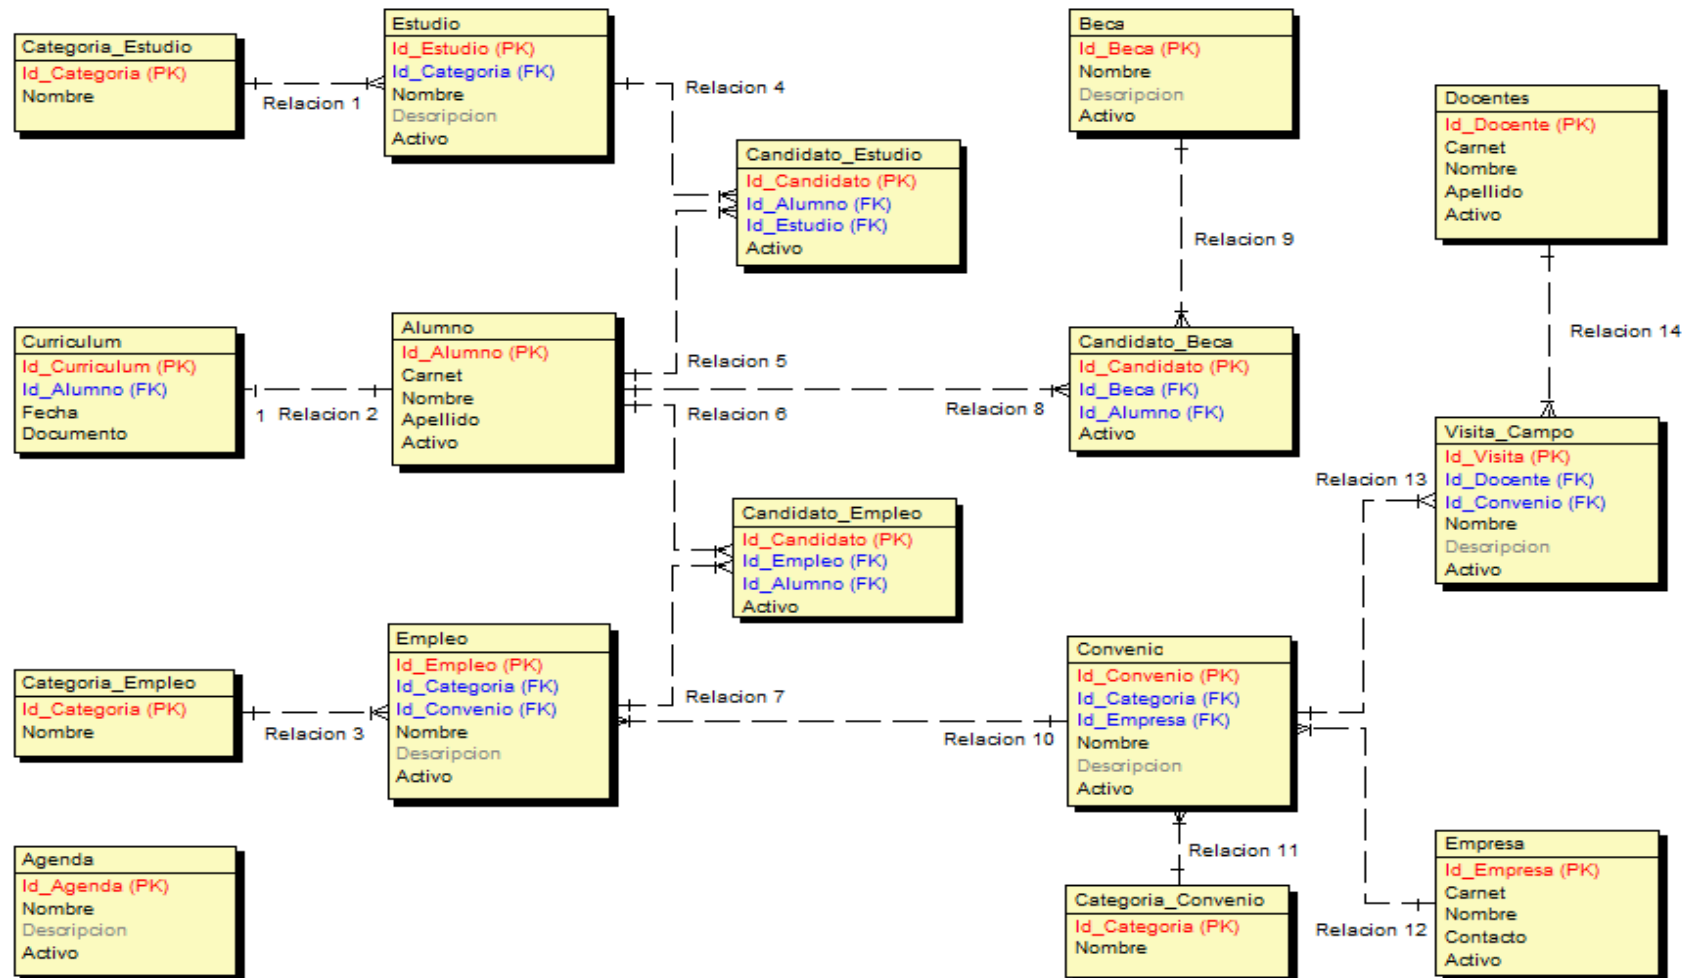 Categoria_Estudio
Id_Categoria (PK)
Nombre
Relacion 1
Estudio
Id_Estudio (PK)
Id_Categoria (FK)
Nombre
Descripcion
Activo
Relacion 4
Candidato_Estudio
Id_Candidato (PK)
Id_Alumno (FK)
Id_Estudio (FK)
Activo
Beca
Id_Beca (PK)
Nombre
Descripcion
Activo
Relacion 9
Docentes
Id_Docente (PK)
Carnet
Nombre
Apellido
Activo
Relacion 14
Curriculum
Id_Curriculum (PK)
Id_Alumno (FK)
Fecha
Documento
1
Relacion 2
Alumno
Id_Alumno (PK)
Carnet
Nombre
Apellido
Activo
Relacion 5
Relacion 6
Relacion 8
Candidato_Beca
Id_Candidato (PK)
Id_Beca (FK)
Id_Alumno (FK)
Activo
Visita_Campo
Id_Visita (PK)
Id_Docente (FK)
Id_Convenio (FK)
Nombre
Descripcion
Activo
Relacion 13
Candidato_Empleo
Id_Candidato (PK)
Id_Empleo (FK)
Id_Alumno (FK)
Activo
Categoria_Empleo
Id_Categoria (PK)
Nombre
Relacion 3
Empleo
Id_Empleo (PK)
Id_Categoria (FK)
Id_Convenio (FK)
Nombre
Descripcion
Activo
Relacion 7
Relacion 10
Convenio
Id_Convenio (PK)
Id_Categoria (FK)
Id_Empresa (FK)
Nombre
Descripcion
Activo
Relacion 11
Agenda
Id_Agenda (PK)
Nombre
Descripcion
Activo
Categoria_Convenio
Id_Categoria (PK)
Nombre
Relacion 12
Empresa
Id_Empresa (PK)
Carnet
Nombre
Contacto
Activo